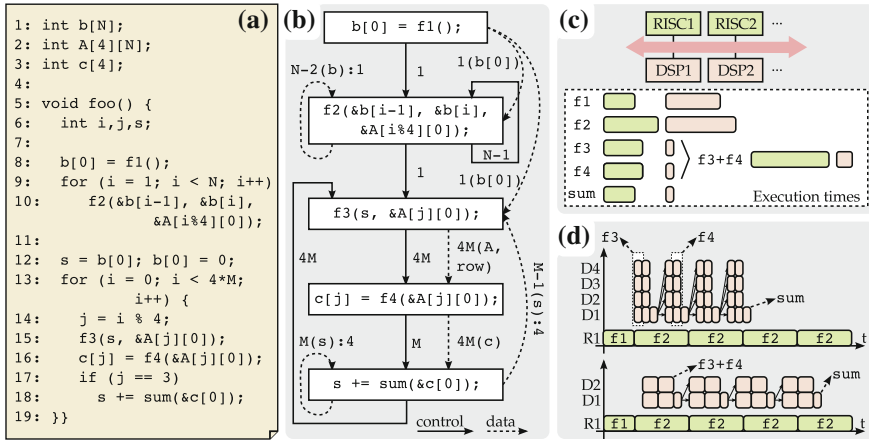 (a)
1: int b[N];
2: int A[4][N];
3: int c[4];
4:
5: void foo() {
6: int i,j,s;
7:
8: b[0] = f1();
9: for (i = 1; i < N; i++)
10: f2(&b[i-1], &b[i],
&A[i%4][0]);
11:
12: s = b[0]; b[0] = 0;
13: for (i = 0; i < 4*M;
i++) {
14: j = i % 4;
15: f3(s, &A[j][0]);
16: c[j] = f4(&A[j][0]);
17: if (j == 3)
18: s += sum(&c[0]);
19: }}
(b)
b[0] = f1();
N-2(b):1
1
1(b[0])
f2(&b[i-1], &b[i],
&A[i%4][0]);
N-1
1
1(b[0])
f3(s, &A[j][0]);
4M
4M
4M(A,
row)
M-1(s):4
c[j] = f4(&A[j][0]);
M(s):4
M
4M(c)
s += sum(&c[0]);
control
data
(c)
RISC1
RISC2
...
DSP1
DSP2
...
f1
f2
f3
f4
f3+f4
sum
Execution times
(d)
f3
f4
D4
D3
D2
D1
sum
R1
f1
f2
f2
f2
f2
t
f3+f4
D2
D1
sum
R1
f1
f2
f2
f2
f2
t